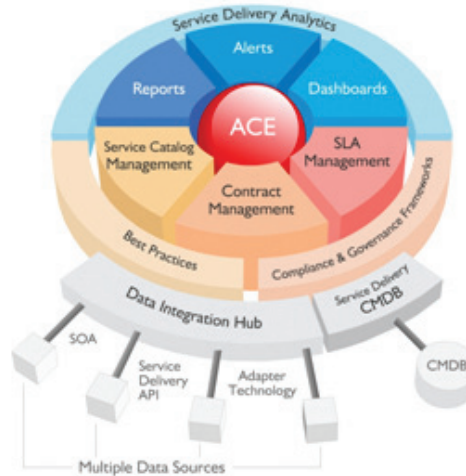 Service Delivery Analytics
Alerts
Reports
Dashboards
ACE
Service Catalog
Management
SLA
Management
Contract
Management
Best Practices
Compliance & Governance Frameworks
Data Integration Hub
Service Delivery
CMDB
SOA
Service
Delivery
API
Adapter
Technology
CMDB
Multiple Data Sources